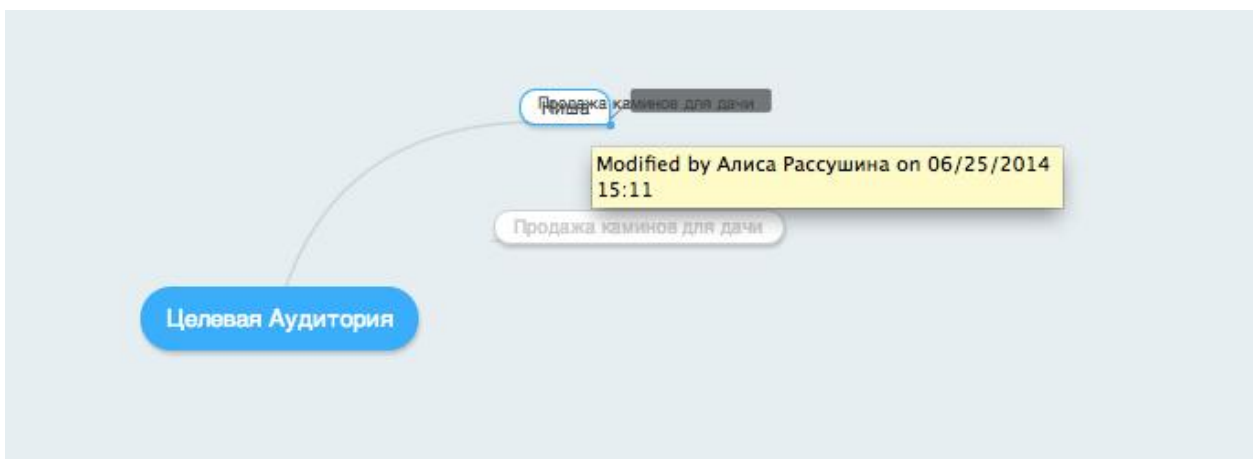 Ниша
Продажа каминов для дачи
Modified by Алиса Рассушина on 06/25/2014
15:11
Продажа каминов для дачи
Целевая Аудитория